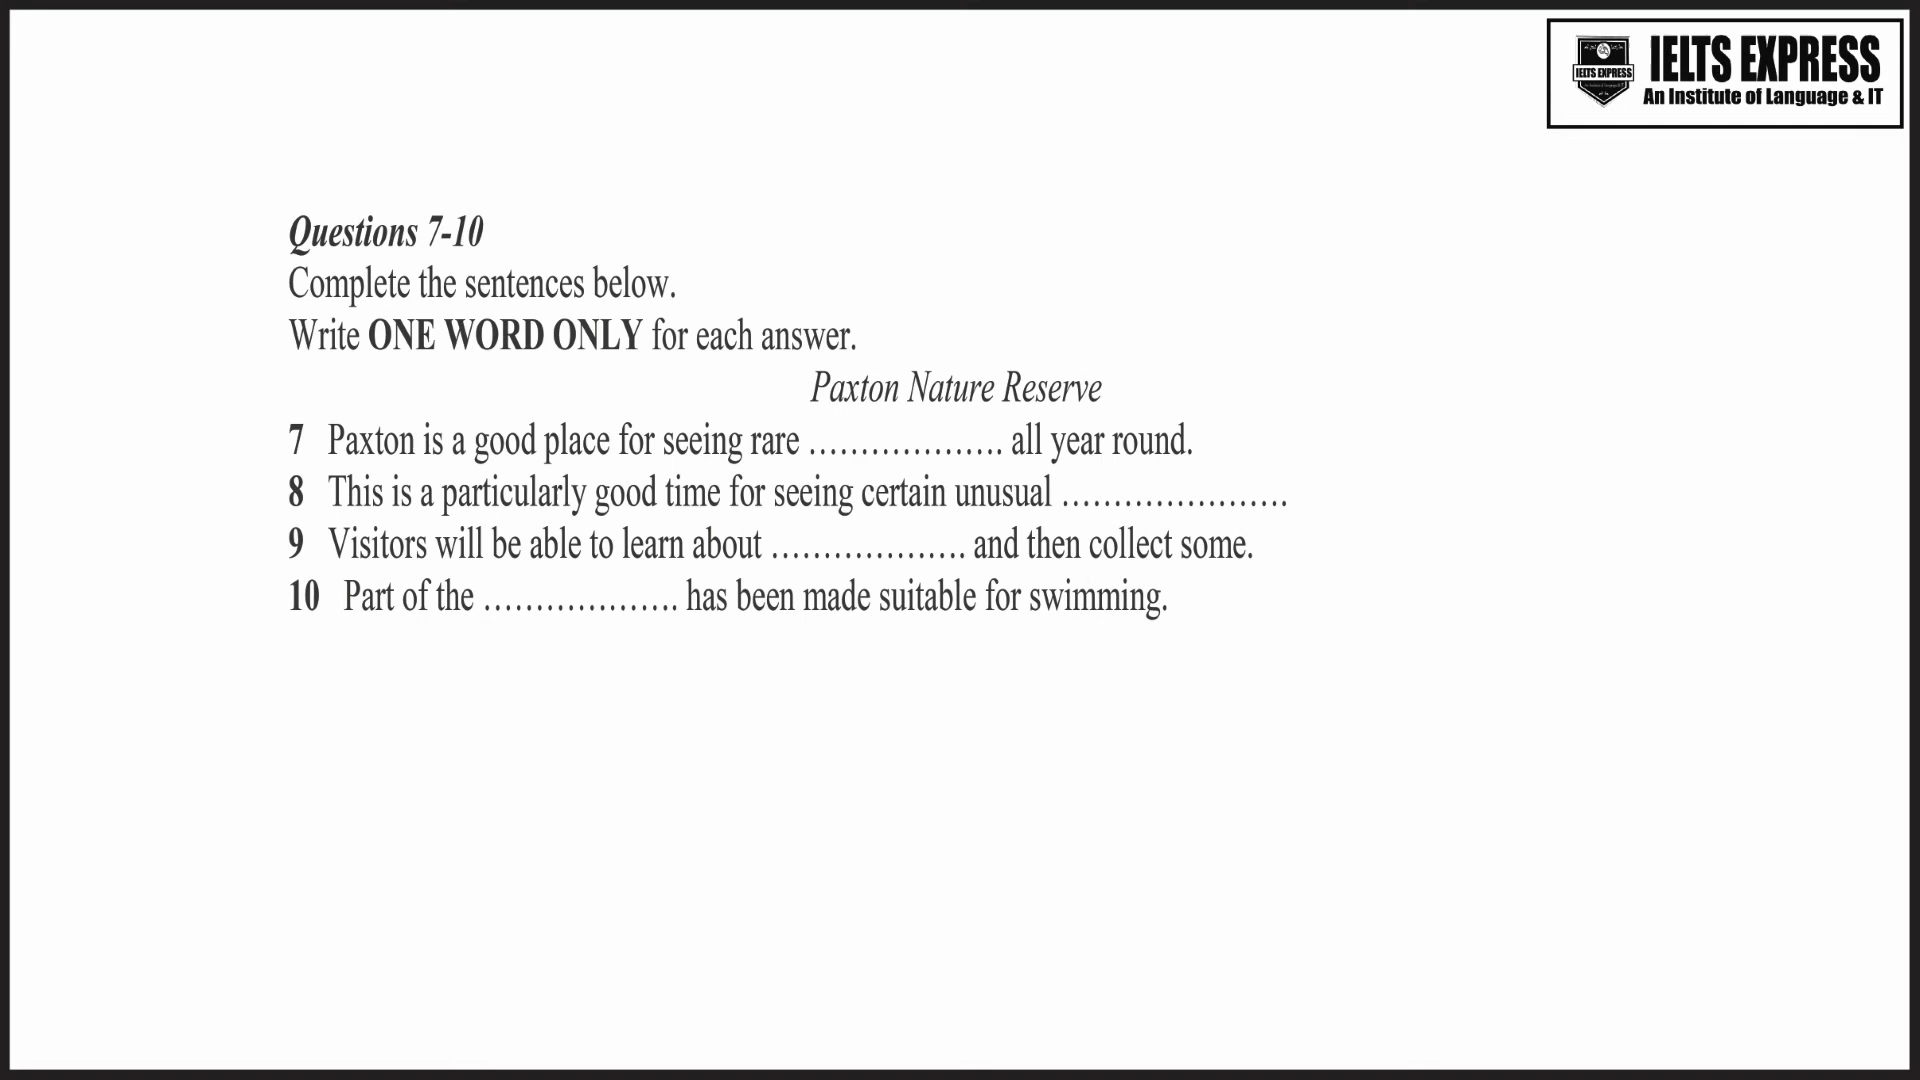 IELTS EXPRESS
IELTS EXPRESS
An Institute of Language & IT
Questions 7-10
Complete the sentences below.
Write ONE WORD ONLY for each answer.
Paxton Nature Reserve
7 Paxton is a good place for seeing rare ………………. all year round.
8 This is a particularly good time for seeing certain unusual ………………….
9 Visitors will be able to learn about ………………. and then collect some.
10 Part of the ………………. has been made suitable for swimming.